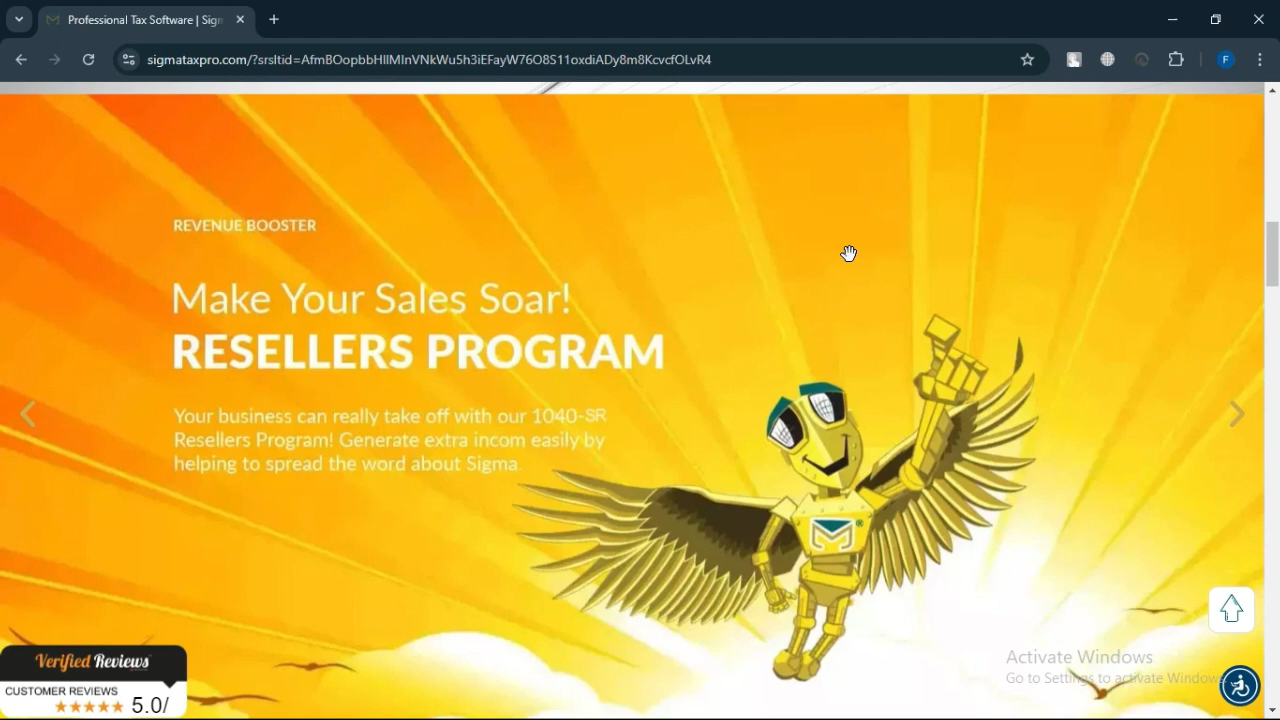 Professional Tax Software | Sigm
sigmataxpro.com/?srsltid=AfmBOopbbHIlMInVNkWu5h3iEFayW76O8S11oxdiADy8m8KcvcfOLvR4
F
REVENUE BOOSTER
Make Your Sales Soar!
RESELLERS PROGRAM
Your business can really take off with our 1040-SR
Resellers Program! Generate extra incom easily by
helping to spread the word about Sigma.
Verified Reviews
CUSTOMER REVIEWS
5.0/
Activate Windows
Go to Settings to activate Windows.